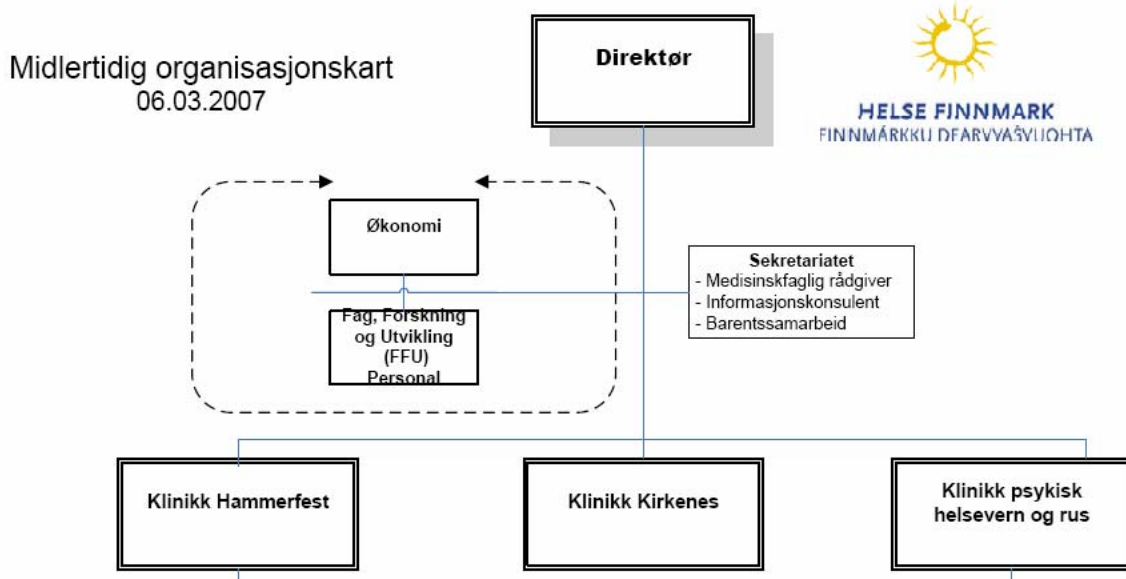 Midlertidig organisasjonskart
06.03.2007
Direktør
HELSE FINNMARK
FINNMÁRKKU DEARVVAŠVUOHTA
Økonomi
Sekretariatet
- Medisinskfaglig rådgiver
- Informasjonskonsulent
- Barentssamarbeid
Fag, Forskning
og Utvikling
(FFU)
Personal
Klinikk Hammerfest
Klinikk Kirkenes
Klinikk psykisk
helsevern og rus